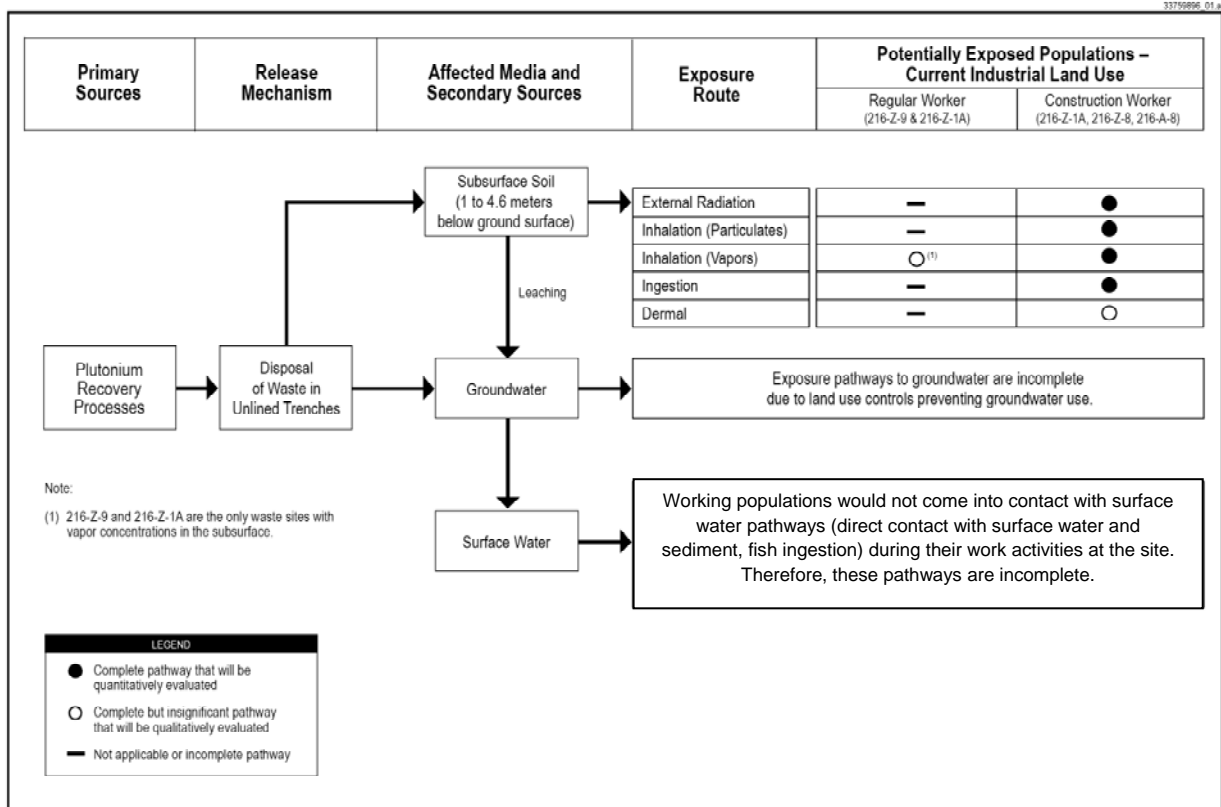 33759896_01.a
Primary
Sources
Release
Mechanism
Affected Media and
Secondary Sources
Exposure
Route
Potentially Exposed Populations –
Current Industrial Land Use
Regular Worker
(216-Z-9 & 216-Z-1A)
Construction Worker
(216-Z-1A, 216-Z-8, 216-A-8)
Subsurface Soil
(1 to 4.6 meters
below ground surface)
External Radiation
Inhalation (Particulates)
Inhalation (Vapors)
(1)
Ingestion
Dermal
Leaching
Plutonium
Recovery
Processes
Disposal
of Waste in
Unlined Trenches
Groundwater
Exposure pathways to groundwater are incomplete
due to land use controls preventing groundwater use.
Note:
(1) 216-Z-9 and 216-Z-1A are the only waste sites with
vapor concentrations in the subsurface.
Surface Water
Working populations would not come into contact with surface
water pathways (direct contact with surface water and
sediment, fish ingestion) during their work activities at the site.
Therefore, these pathways are incomplete.
LEGEND
Complete pathway that will be
quantitatively evaluated
Complete but insignificant pathway
that will be qualitatively evaluated
Not applicable or incomplete pathway